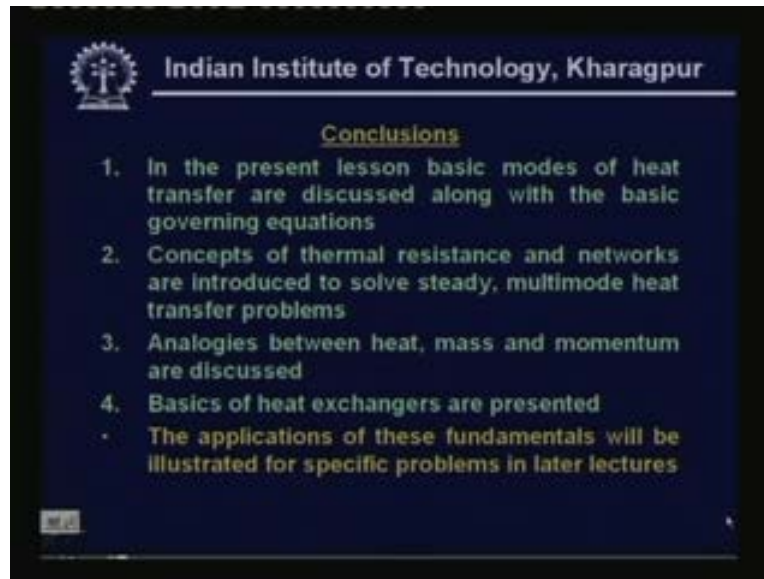 Indian Institute of Technology, Kharagpur
Conclusions
1. In the present lesson basic modes of heat
transfer are discussed along with the basic
governing equations
2. Concepts of thermal resistance and networks
are introduced to solve steady, multimode heat
transfer problems
3. Analogies between heat, mass and momentum
are discussed
4. Basics of heat exchangers are presented
• The applications of these fundamentals will be
illustrated for specific problems in later lectures